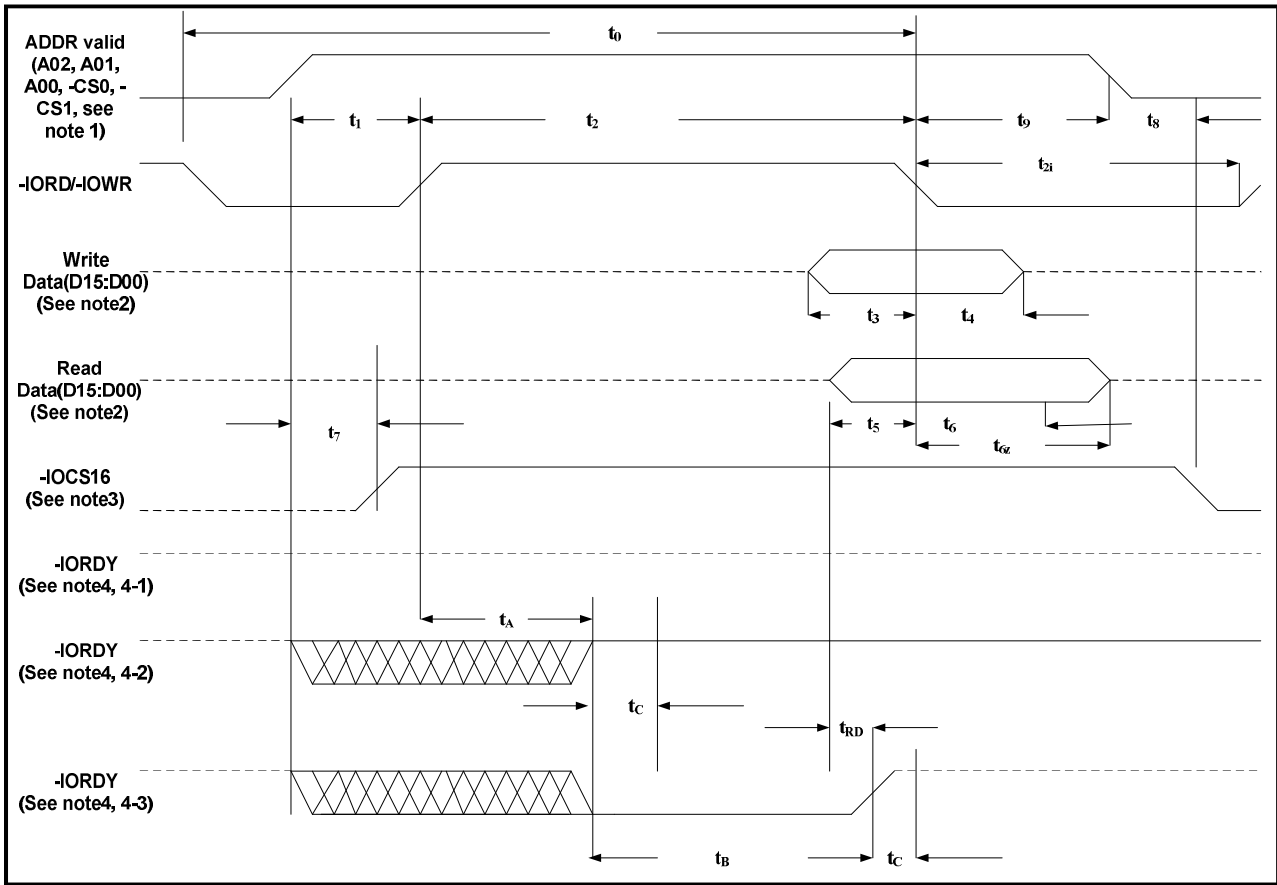 ADDR valid
(A02, A01,
A00, -CS0, -
CS1, see
note 1)
t0
t1
t2
t9
t8
-IORD/-IOWR
t2i
Write
Data(D15:D00)
(See note2)
t3
t4
Read
Data(D15:D00)
(See note2)
t7
t5
t6
t6z
-IOCS16
(See note3)
-IORDY
(See note4, 4-1)
tA
-IORDY
(See note4, 4-2)
tC
tRD
-IORDY
(See note4, 4-3)
tB
tC